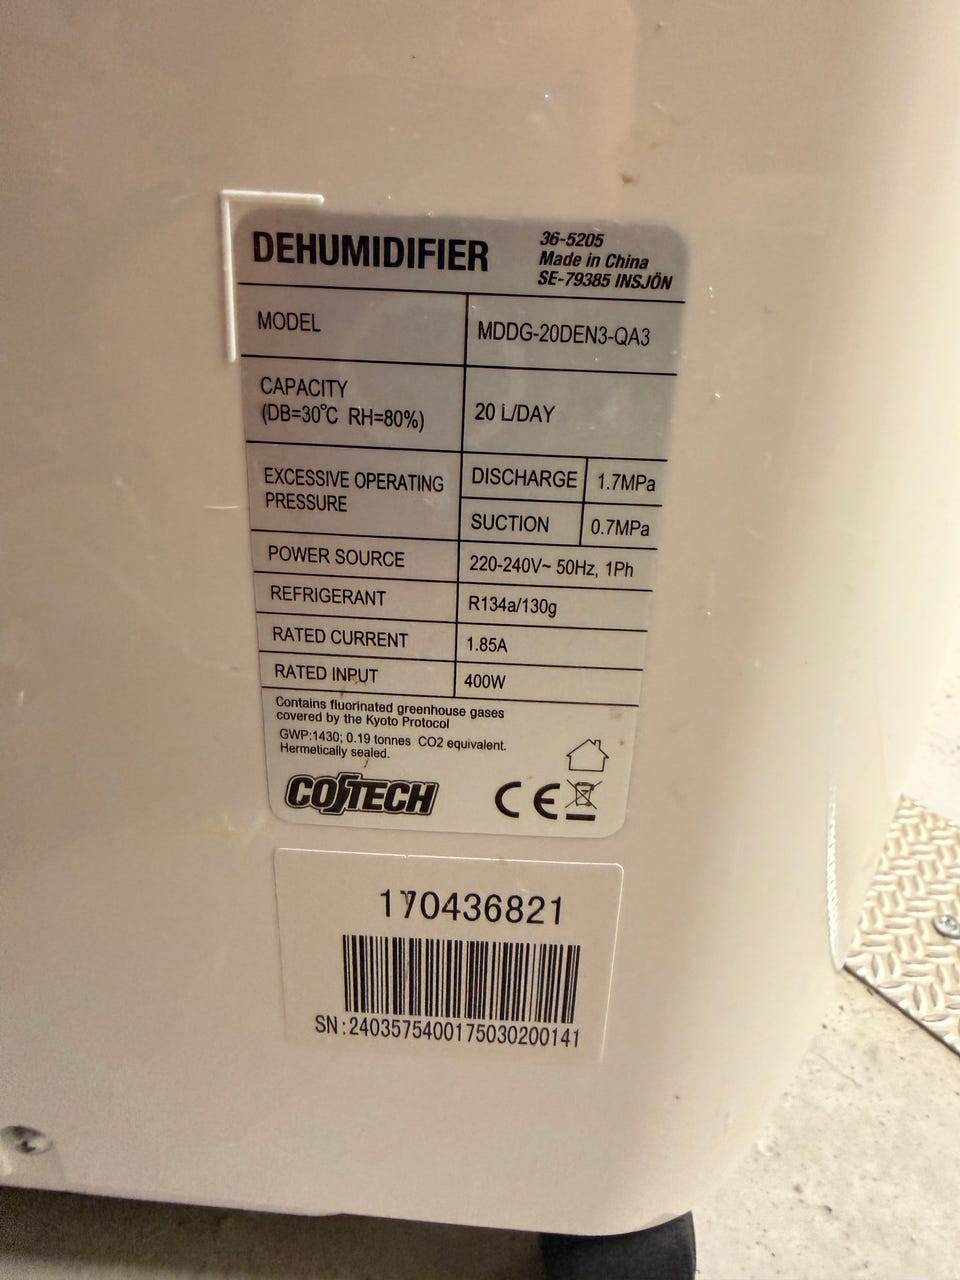 DEHUMIDIFIER
36-5205
Made in China
SE-79385 INSJÖN
MODEL
MDDG-20DEN3-QA3
CAPACITY
(DB=30℃ RH=80%)
20 L/DAY
EXCESSIVE OPERATING
PRESSURE
DISCHARGE 1.7MPa
SUCTION 0.7MPa
POWER SOURCE 220-240V~ 50Hz, 1Ph
REFRIGERANT R134a/130g
RATED CURRENT 1.85A
RATED INPUT 400W
Contains fluorinated greenhouse gases
covered by the Kyoto Protocol
GWP:1430; 0.19 tonnes CO2 equivalent.
Hermetically sealed.
COTECH CE
170436821
SN:2403575400175030200141